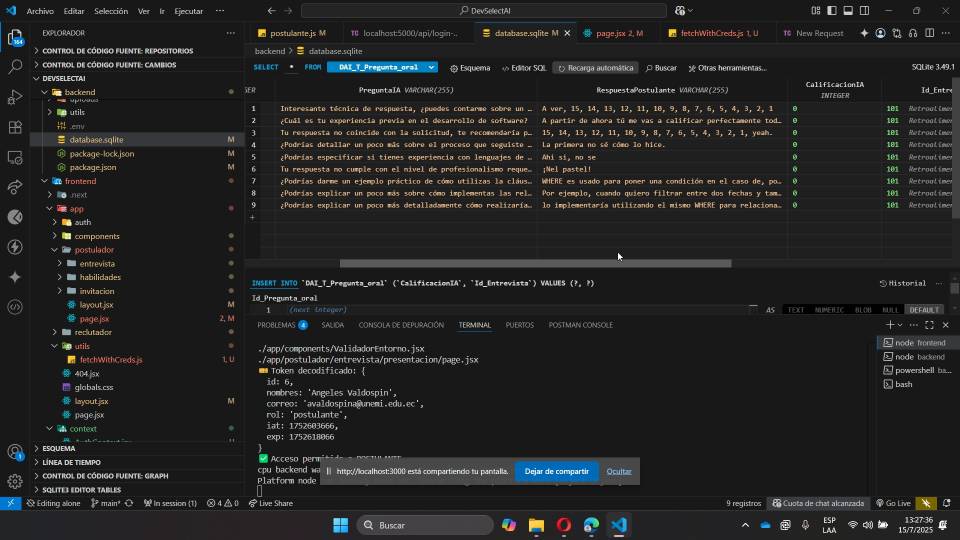 Archivo Editar Selección Ver Ir Ejecutar ··· DevSelectAI
EXPLORADOR ···
CONTROL DE CÓDIGO FUENTE: REPOSITORIOS
CONTROL DE CÓDIGO FUENTE: CAMBIOS
DEVSELECTAI
backend
uploads
utils
.env
database.sqlite M
package-lock.json M
package.json M
frontend
.next
app
auth
components
postulador
entrevista
habilidades
invitacion
layout.jsx M
page.jsx 2, M
reclutador
utils
fetchWithCreds.js 1, U
404.jsx
globals.css
layout.jsx M
page.jsx
context
ESQUEMA
LÍNEA DE TIEMPO
CONTROL DE CÓDIGO FUENTE: GRAPH
SQLITE3 EDITOR TABLES
164
1
postulante.js M localhost:5000/api/login-.. database.sqlite M page.jsx 2, M fetchWithCreds.js 1, U New Request
backend > database.sqlite
SELECT * FROM DAI_T_Pregunta_oral Esquema Editor SQL Recarga automática Buscar Otras herramientas... SQLite 3.49.1
GER PreguntaIA VARCHAR(255) RespuestaPostulante VARCHAR(255) CalificacionIA INTEGER Id_Entre
1 Interesante técnica de respuesta, ¿puedes contarme sobre un … A ver, 15, 14, 13, 12, 11, 10, 9, 8, 7, 6, 5, 4, 3, 2, 1 0 101
2 ¿Cuál es tu experiencia previa en el desarrollo de software? A partir de ahora tú me vas a calificar perfectamente tod… 0 101
3 Tu respuesta no coincide con la solicitud, te recomendaría p… 15, 14, 13, 12, 11, 10, 9, 8, 7, 6, 5, 4, 3, 2, 1, yeah. 0 101
4 ¿Podrías detallar un poco más sobre el proceso que seguiste … La primera no sé cómo lo hice. 0 101
5 ¿Podrías especificar si tienes experiencia con lenguajes de … Ahí sí, no se 0 101
6 Tu respuesta no cumple con el nivel de profesionalismo reque… ¡Nel pastel! 0 101
7 ¿Podrías darme un ejemplo práctico de cómo utilizas la cláus… WHERE es usado para poner una condición en el caso de, po… 0 101
8 ¿Podrías explicar un poco más sobre cómo implementas las rel… Por ejemplo, cuando quiero filtrar entre dos fechas y tam… 0 101
9 ¿Podrías explicar un poco más detalladamente cómo realizaría… lo implementaría utilizando el mismo WHERE para relaciona… 0 101
+
INSERT INTO `DAI_T_Pregunta_oral` (`CalificacionIA`, `Id_Entrevista`) VALUES (?, ?) Historial ···
Id_Pregunta_oral
1 (next integer) AS TEXT NUMERIC BLOB NULL DEFAULT
PROBLEMAS 4 SALIDA CONSOLA DE DEPURACIÓN TERMINAL PUERTOS POSTMAN CONSOLE
./app/components/ValidadorEntorno.jsx
./app/postulador/entrevista/presentacion/page.jsx
Token decodificado: {
id: 6,
nombres: 'Angeles Valdospin',
correo: 'avaldospina@unemi.edu.ec',
rol: 'postulante',
iat: 1752603666,
exp: 1752618066
}
Acceso permitido a POSTULANTE
cpu backend wa
Platform node
node frontend
node backend
powershell ba...
bash
http://localhost:3000 está compartiendo tu pantalla. Dejar de compartir Ocultar
Editing alone main* In session (1) 4 0 Live Share 9 registros Cuota de chat alcanzada Go Live
Buscar
ESP
LAA
13:27:36
15/7/2025